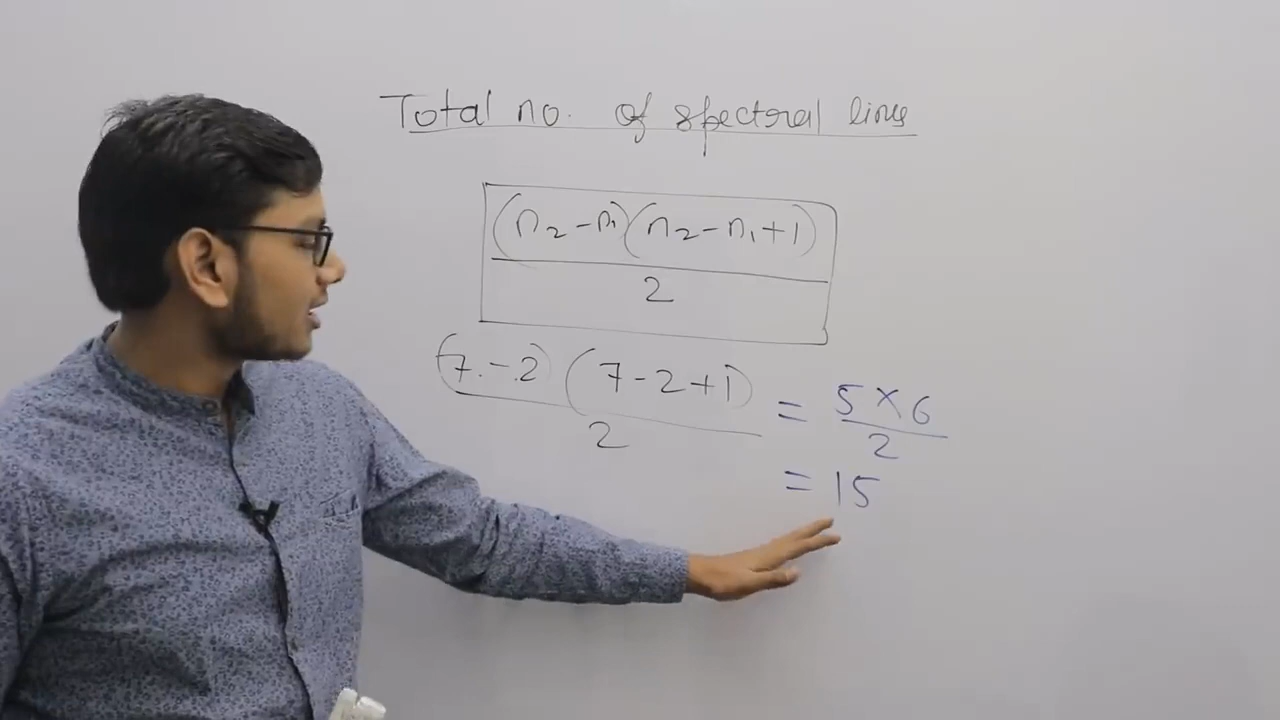 Total no. of spectral lines
(n₂-n₁)(n₂-n₁+1)
2
(7.-.2) (7-2+1) = 5×6
2 2
= 15